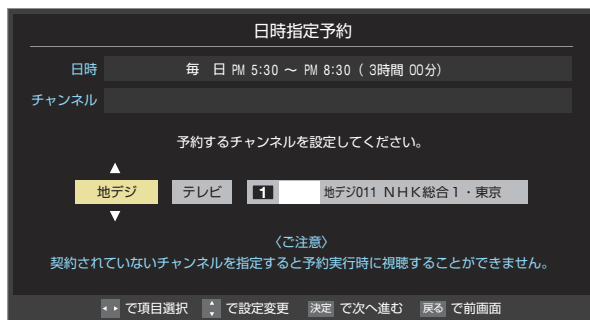 日時指定予約
日時 毎 日 PM 5:30 ～ PM 8:30 ( 3時間 00分)
チャンネル
予約するチャンネルを設定してください。
地デジ テレビ 1 地デジ011 NHK総合1・東京
〈ご注意〉
契約されていないチャンネルを指定すると予約実行時に視聴することができません。
で項目選択 で設定変更 決定 で次へ進む 戻る で前画面